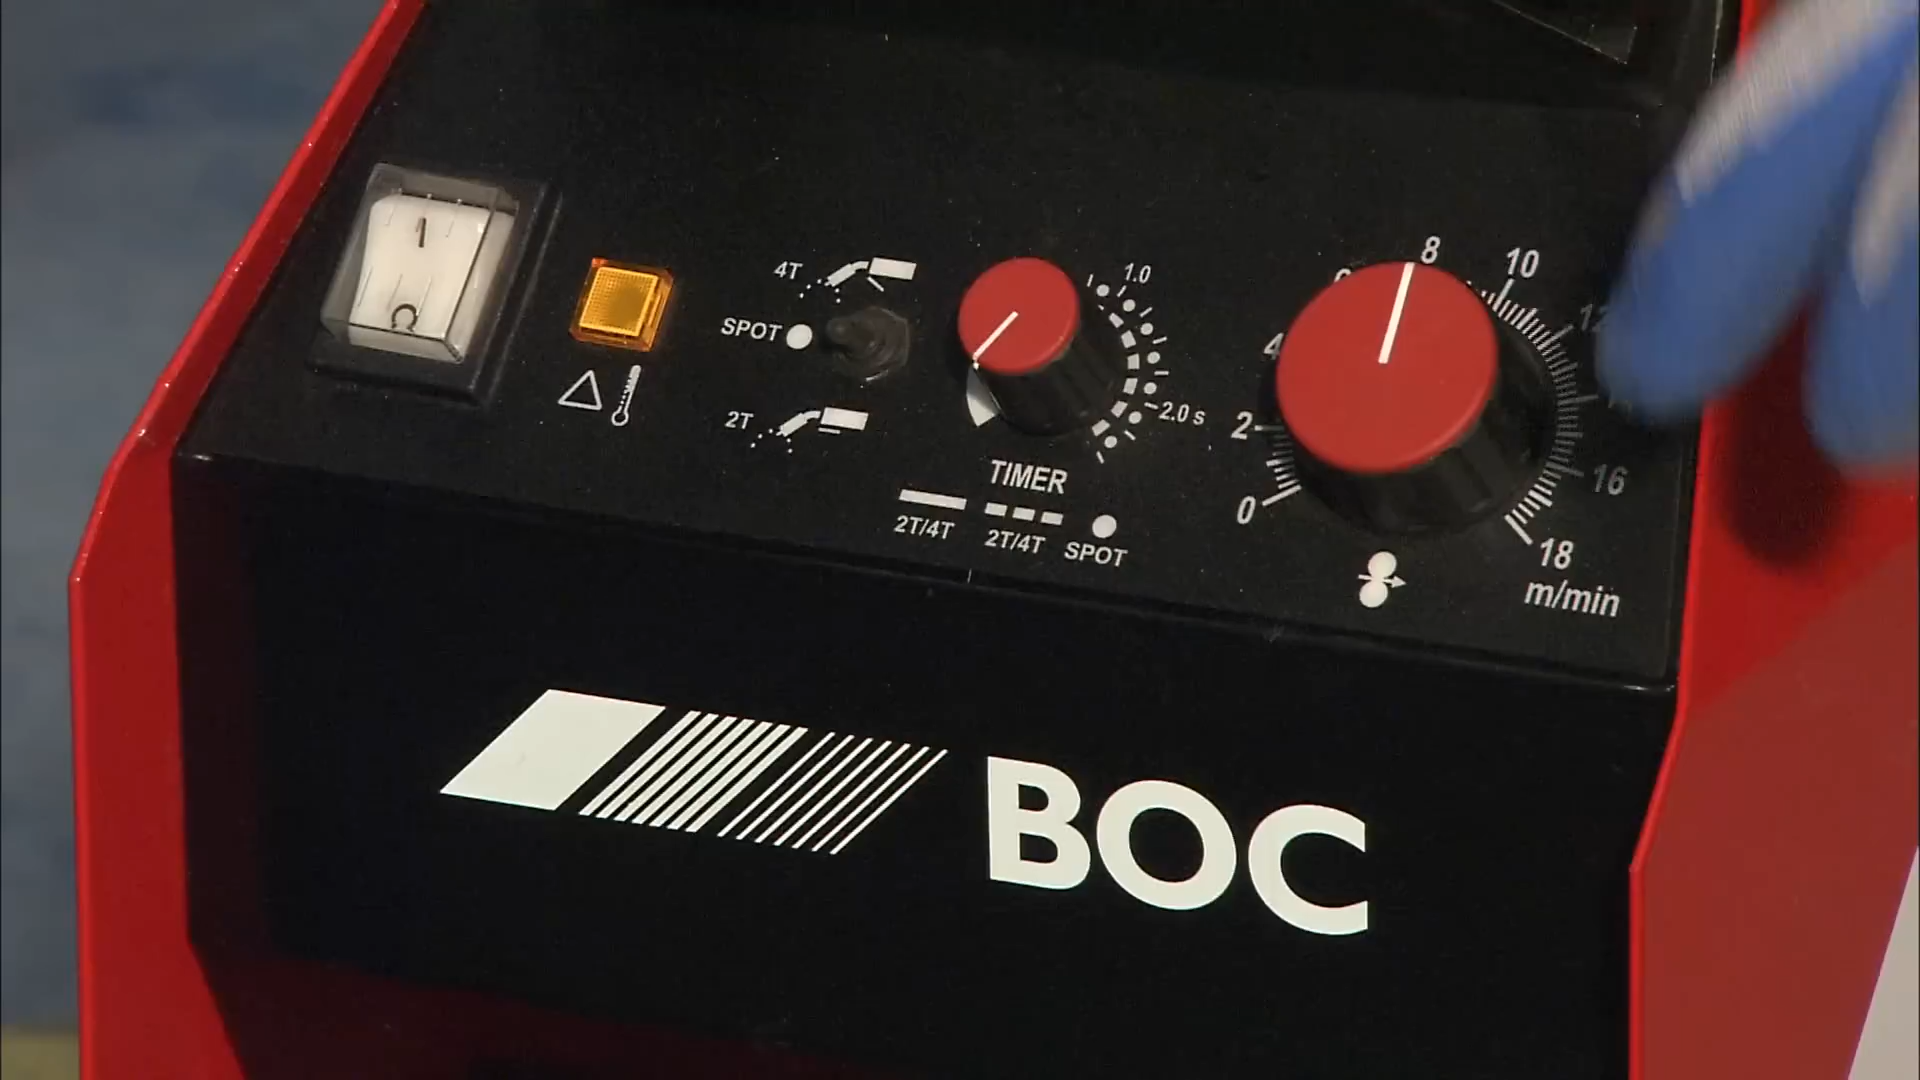 4T
SPOT
2T
1.0
2.0 s
TIMER
2T/4T 2T/4T SPOT
0
2
4
8
10
16
18
m/min
BOC